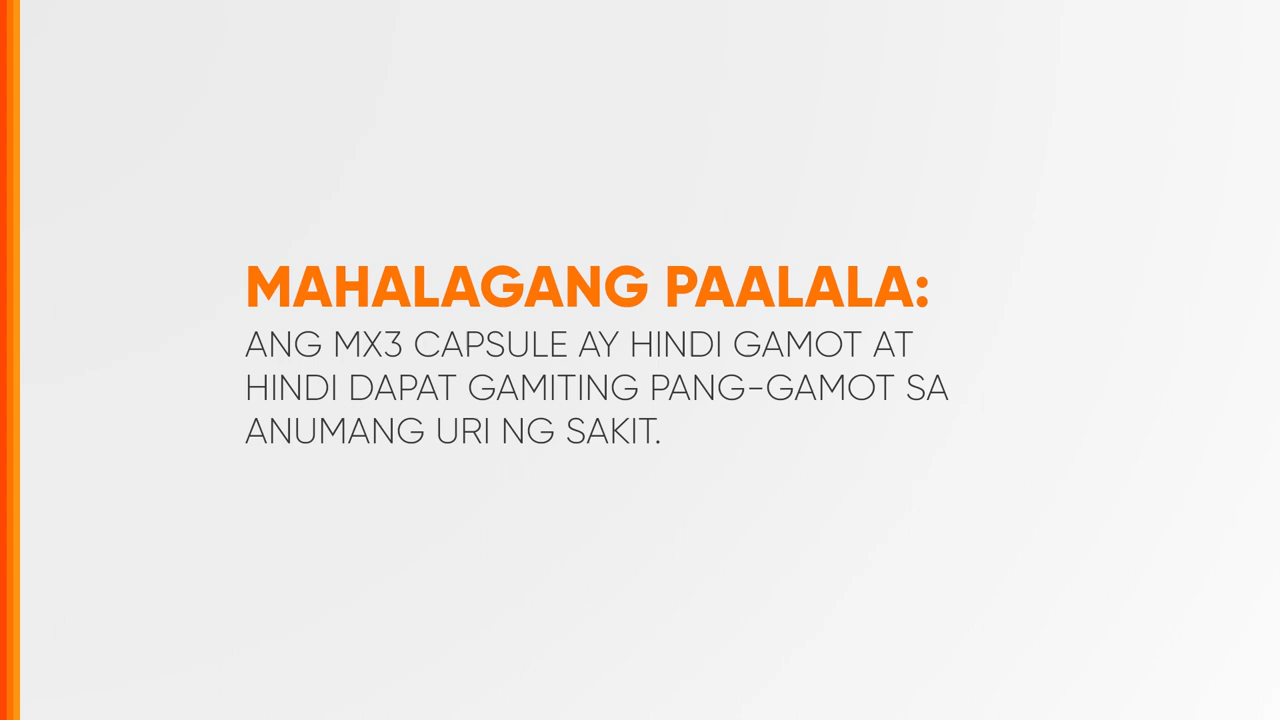 MAHALAGANG PAALALA:
ANG MX3 CAPSULE AY HINDI GAMOT AT
HINDI DAPAT GAMITING PANG-GAMOT SA
ANUMANG URI NG SAKIT.